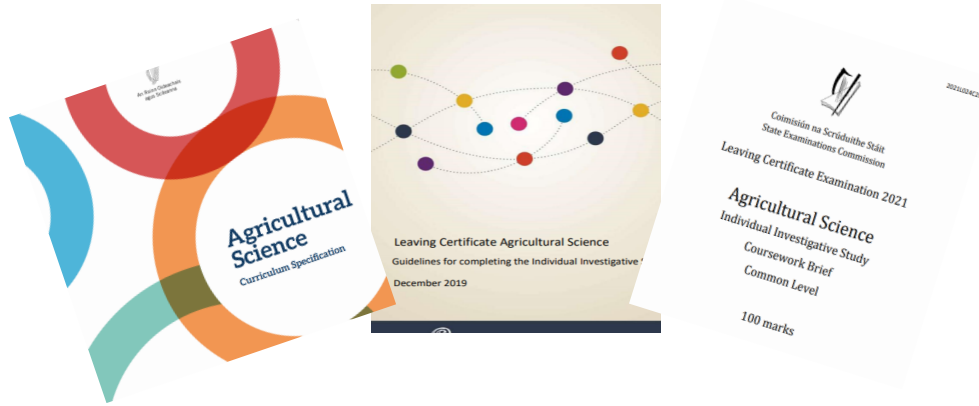 An Roinn Oideachais
agus Scileanna
Agricultural
Science
Curriculum Specification
Leaving Certificate Agricultural Science
Guidelines for completing the Individual Investigative
December 2019
Coimisiún na Scrúduithe Stáit
State Examinations Commission
Leaving Certificate Examination 2021
Agricultural Science
Individual Investigative Study
Coursework Brief
Common Level
100 marks